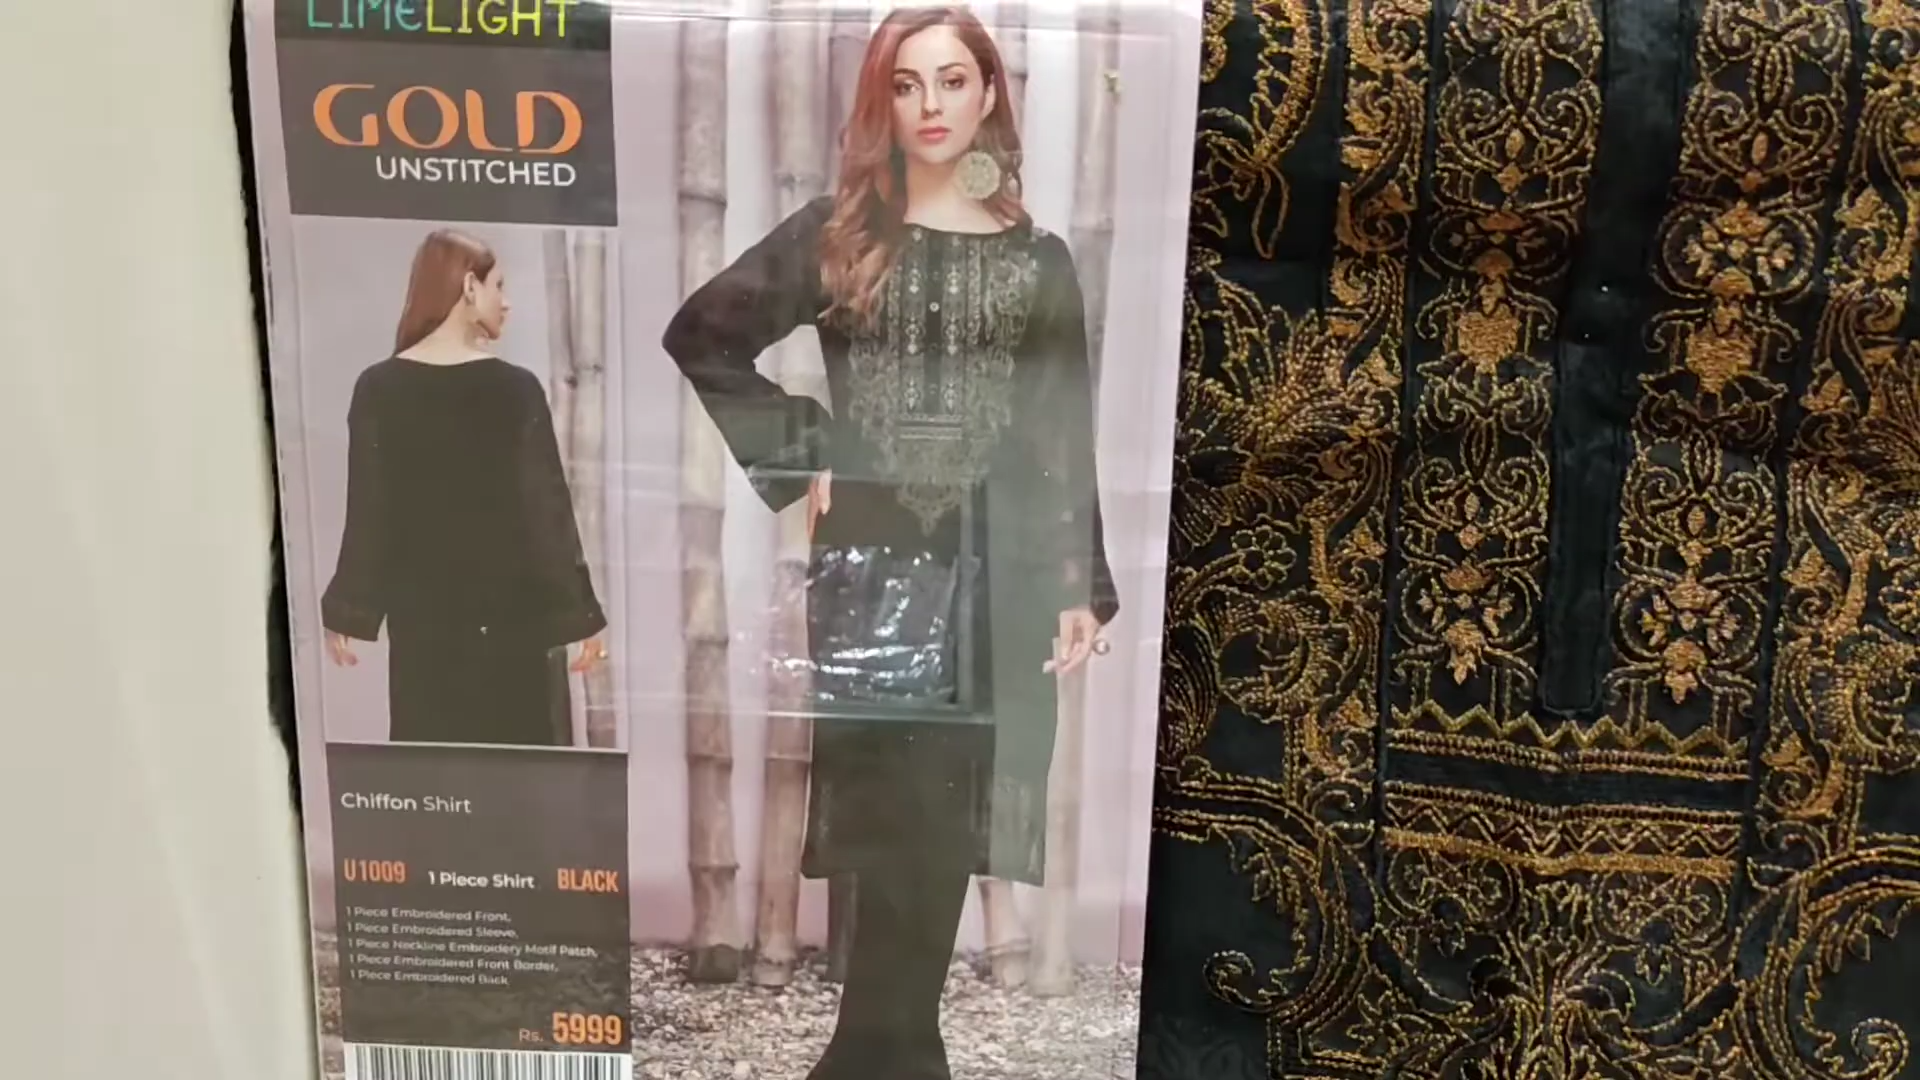 LIMELIGHT
GOLD
UNSTITCHED
Chiffon Shirt
U1009 1 Piece Shirt BLACK
1 Piece Embroidered Front,
1 Piece Embroidered Sleeve,
1 Piece Neckline Embroidery Motif Patch,
1 Piece Embroidered Front Border,
1 Piece Embroidered Back
Rs. 5999